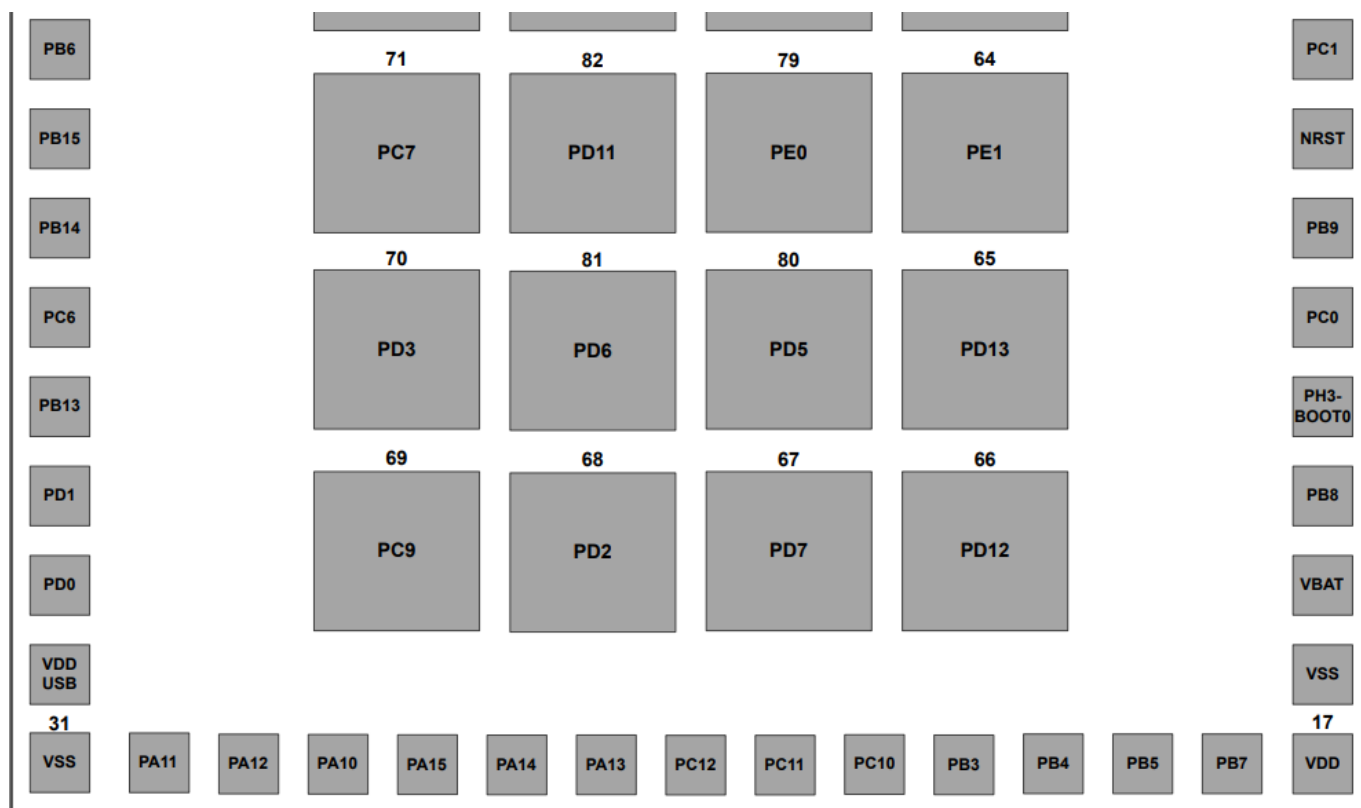 PB6
PC1
71 82 79 64
PB15 PC7 PD11 PE0 PE1 NRST
PB14
PB9
70 81 80 65
PC6
PC0
PD3 PD6 PD5 PD13
PB13
PH3-
BOOT0
69 68 67 66
PD1
PB8
PC9 PD2 PD7 PD12
PD0
VBAT
VDD
USB
VSS
31 17
VSS PA11 PA12 PA10 PA15 PA14 PA13 PC12 PC11 PC10 PB3 PB4 PB5 PB7 VDD